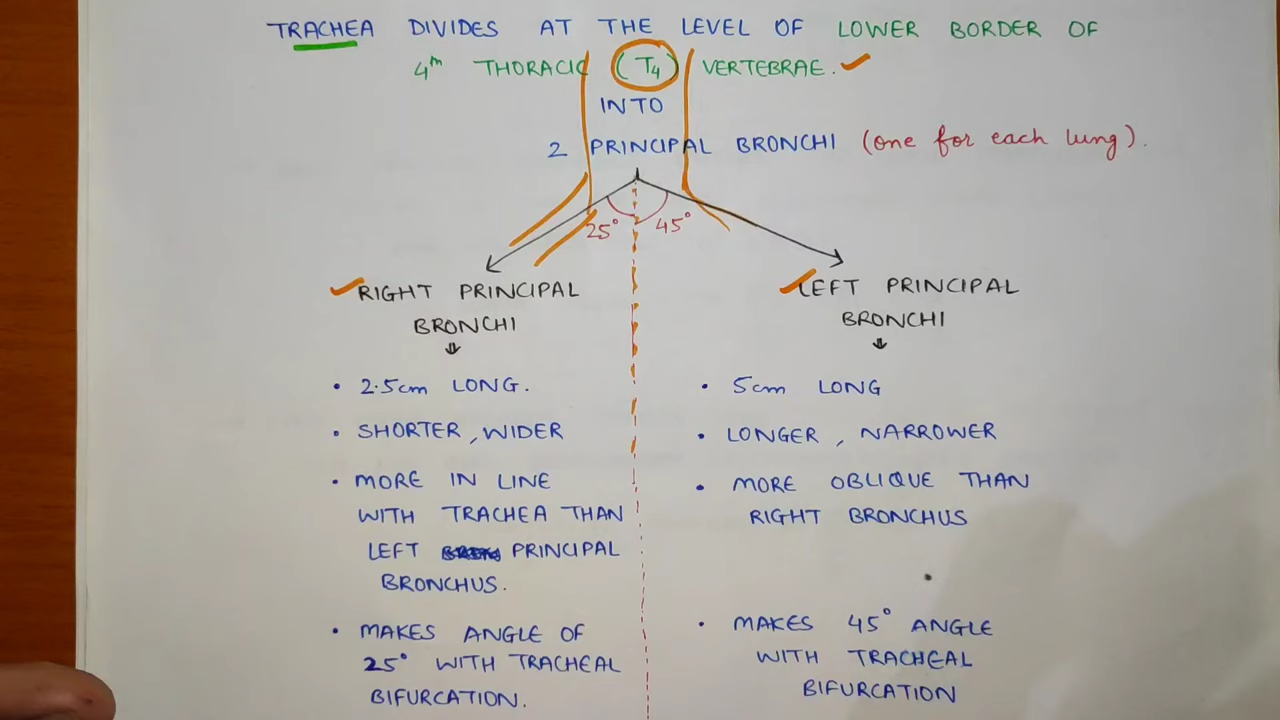 TRACHEA DIVIDES AT THE LEVEL OF LOWER BORDER OF
4th THORACIC (T4) VERTEBRAE.
INTO
2 PRINCIPAL BRONCHI (one for each lung).
25° 45°
RIGHT PRINCIPAL
BRONCHI
• 2.5cm LONG.
• SHORTER, WIDER
• MORE IN LINE
WITH TRACHEA THAN
LEFT PRINCIPAL
BRONCHUS.
• MAKES ANGLE OF
25° WITH TRACHEAL
BIFURCATION.
LEFT PRINCIPAL
BRONCHI
• 5cm LONG
• LONGER, NARROWER
• MORE OBLIQUE THAN
RIGHT BRONCHUS
• MAKES 45° ANGLE
WITH TRACHEAL
BIFURCATION